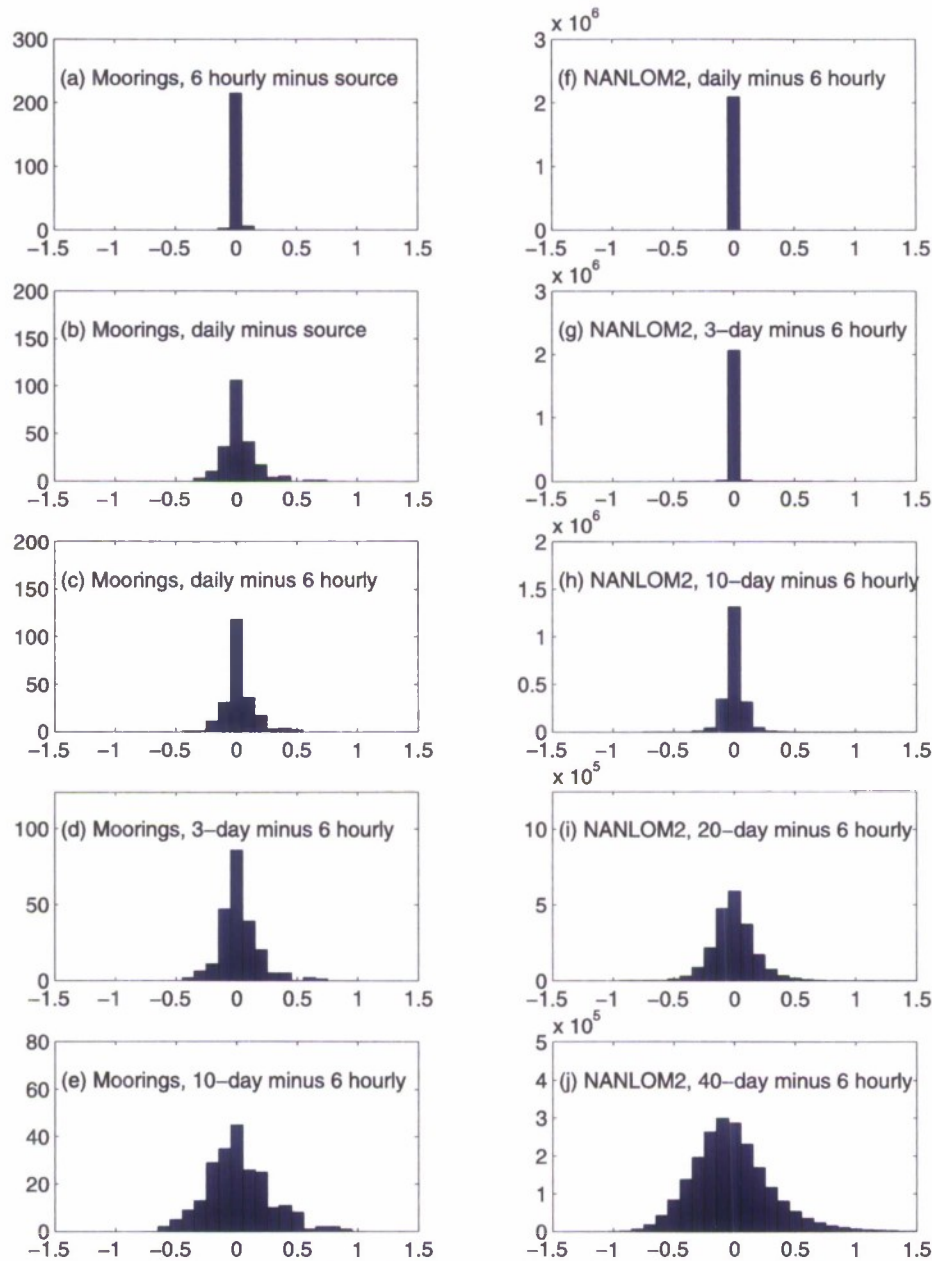 300
200
100
0
(a) Moorings, 6 hourly minus source
−1.5 −1 −0.5 0 0.5 1 1.5
200
150
100
50
0
(b) Moorings, daily minus source
−1.5 −1 −0.5 0 0.5 1 1.5
200
150
100
50
0
(c) Moorings, daily minus 6 hourly
−1.5 −1 −0.5 0 0.5 1 1.5
100
50
0
(d) Moorings, 3−day minus 6 hourly
−1.5 −1 −0.5 0 0.5 1 1.5
80
60
40
20
0
(e) Moorings, 10−day minus 6 hourly
−1.5 −1 −0.5 0 0.5 1 1.5
x 10^6
3
2
1
0
(f) NANLOM2, daily minus 6 hourly
−1.5 −1 −0.5 0 0.5 1 1.5
x 10^6
3
2
1
0
(g) NANLOM2, 3−day minus 6 hourly
−1.5 −1 −0.5 0 0.5 1 1.5
x 10^6
2
1.5
1
0.5
0
(h) NANLOM2, 10−day minus 6 hourly
−1.5 −1 −0.5 0 0.5 1 1.5
x 10^5
10
5
0
(i) NANLOM2, 20−day minus 6 hourly
−1.5 −1 −0.5 0 0.5 1 1.5
x 10^5
5
4
3
2
1
0
(j) NANLOM2, 40−day minus 6 hourly
−1.5 −1 −0.5 0 0.5 1 1.5